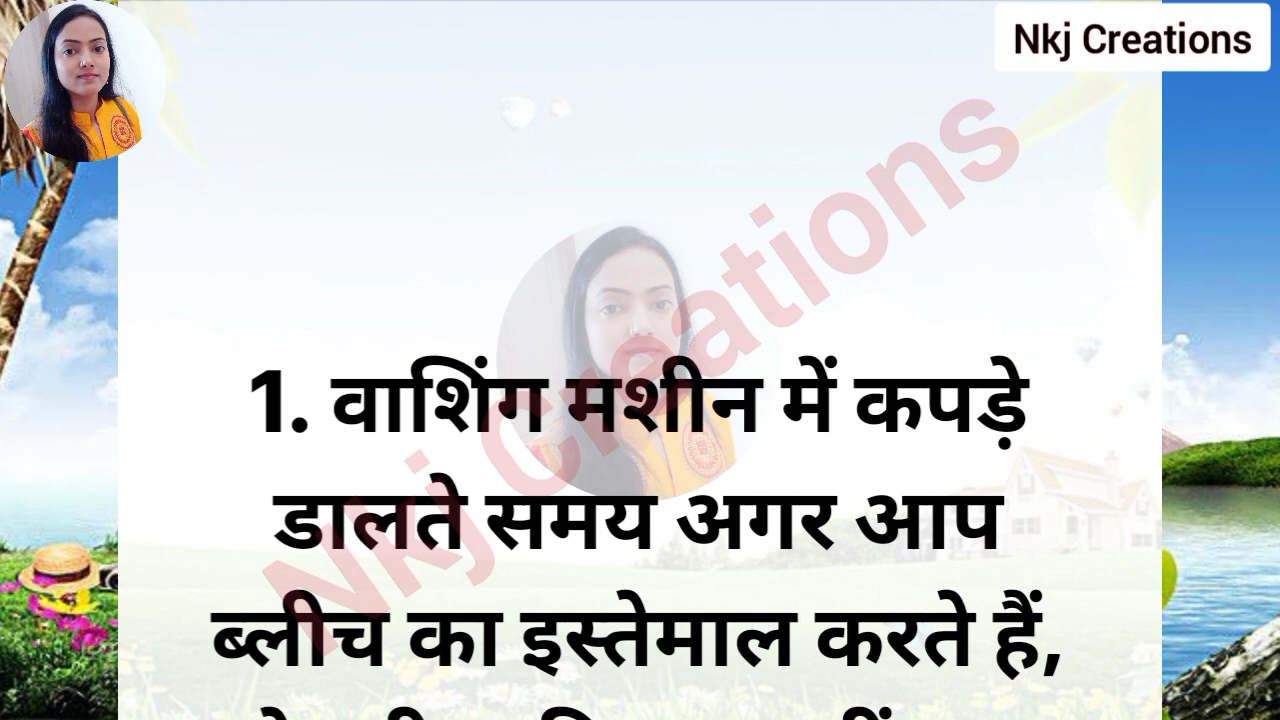 Nkj Creations
Nkj Creations
1. वाशिंग मशीन में कपड़े
डालते समय अगर आप
ब्लीच का इस्तेमाल करते हैं,